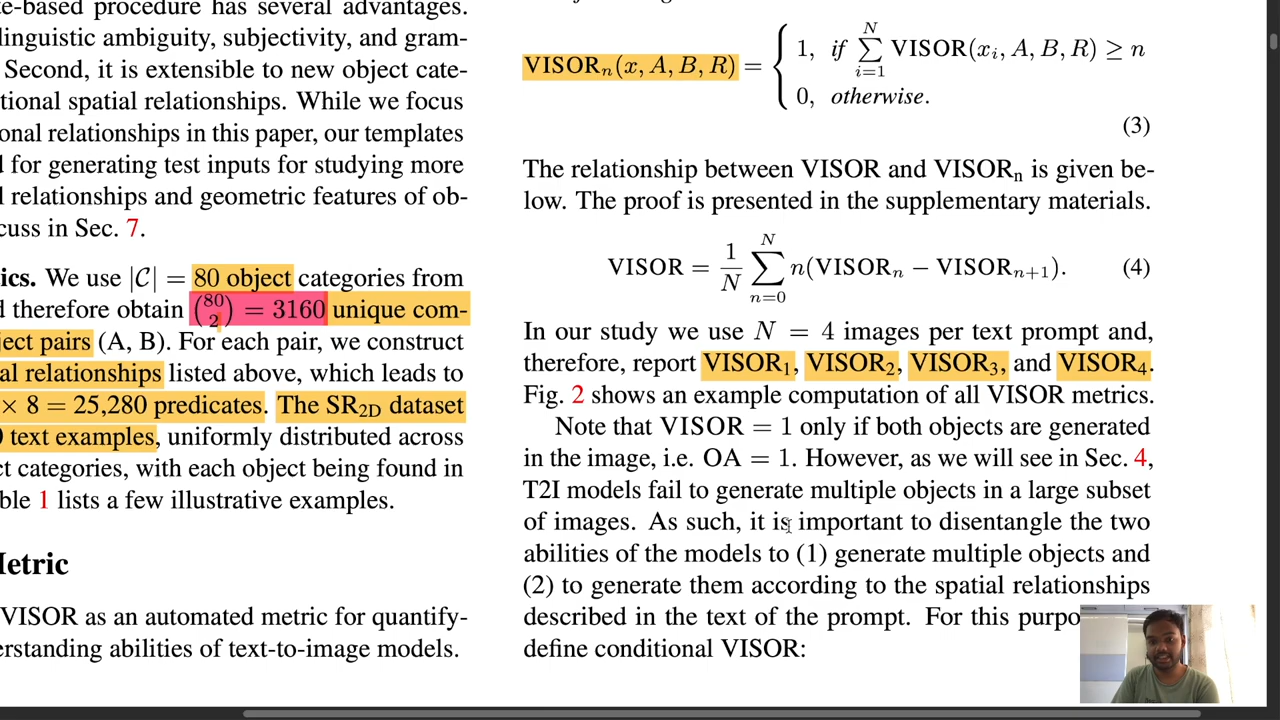 te-based procedure has several advantages.
linguistic ambiguity, subjectivity, and gram-
Second, it is extensible to new object cate-
tional spatial relationships. While we focus
onal relationships in this paper, our templates
for generating test inputs for studying more
relationships and geometric features of ob-
cuss in Sec. 7.
ics. We use |C| = 80 object categories from
d therefore obtain (80 2) = 3160 unique com-
ject pairs (A, B). For each pair, we construct
al relationships listed above, which leads to
× 8 = 25,280 predicates. The SR2D dataset
) text examples, uniformly distributed across
ct categories, with each object being found in
ble 1 lists a few illustrative examples.
Metric
VISOR as an automated metric for quantify-
erstanding abilities of text-to-image models.
VISORn(x, A, B, R) = { 1, if ∑_{i=1}^{N} VISOR(xi, A, B, R) ≥ n
0, otherwise.
(3)
The relationship between VISOR and VISORn is given be-
low. The proof is presented in the supplementary materials.
VISOR = 1/N ∑_{n=0}^{N} n(VISORn − VISORn+1). (4)
In our study we use N = 4 images per text prompt and,
therefore, report VISOR1, VISOR2, VISOR3, and VISOR4.
Fig. 2 shows an example computation of all VISOR metrics.
Note that VISOR = 1 only if both objects are generated
in the image, i.e. OA = 1. However, as we will see in Sec. 4,
T2I models fail to generate multiple objects in a large subset
of images. As such, it is important to disentangle the two
abilities of the models to (1) generate multiple objects and
(2) to generate them according to the spatial relationships
described in the text of the prompt. For this purpo
define conditional VISOR: